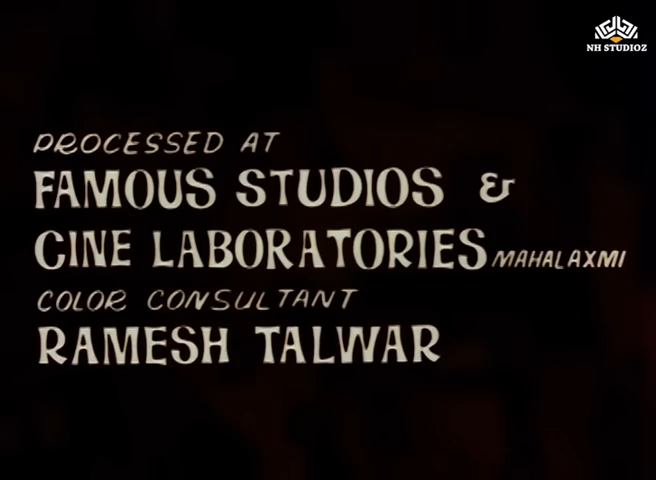 NH STUDIOZ
PROCESSED AT
FAMOUS STUDIOS &
CINE LABORATORIES MAHALAXMI
COLOR CONSULTANT
RAMESH TALWAR